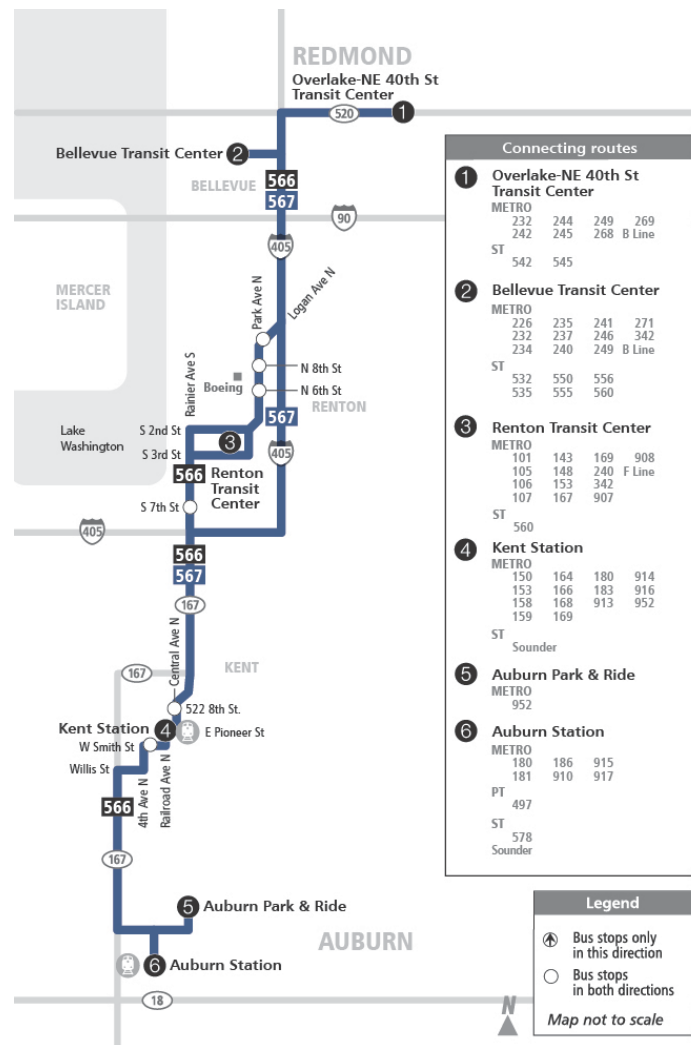 REDMOND
Overlake-NE 40th St
Transit Center
520
1
Bellevue Transit Center 2
BELLEVUE
566
567
90
405
MERCER
ISLAND
Park Ave N
Logan Ave N
Rainier Ave S
N 8th St
Boeing
N 6th St
RENTON
567
Lake
Washington
S 2nd St
3
S 3rd St
405
566
Renton
Transit
Center
S 7th St
405
566
567
167
Central Ave N
167
KENT
522 8th St.
Kent Station 4
E Pioneer St
W Smith St
Willis St
4th Ave N
Railroad Ave N
566
167
5 Auburn Park & Ride
AUBURN
6 Auburn Station
18
N
Connecting routes
1 Overlake-NE 40th St
Transit Center
METRO
232 244 249 269
242 245 268 B Line
ST
542 545
2 Bellevue Transit Center
METRO
226 235 241 271
232 237 246 342
234 240 249 B Line
ST
532 550 556
535 555 560
3 Renton Transit Center
METRO
101 143 169 908
105 148 240 F Line
106 153 342
107 167 907
ST
560
4 Kent Station
METRO
150 164 180 914
153 166 183 916
158 168 913 952
159 169
ST
Sounder
5 Auburn Park & Ride
METRO
952
6 Auburn Station
METRO
180 186 915
181 910 917
PT
497
ST
578
Sounder
Legend
Bus stops only
in this direction
Bus stops
in both directions
Map not to scale